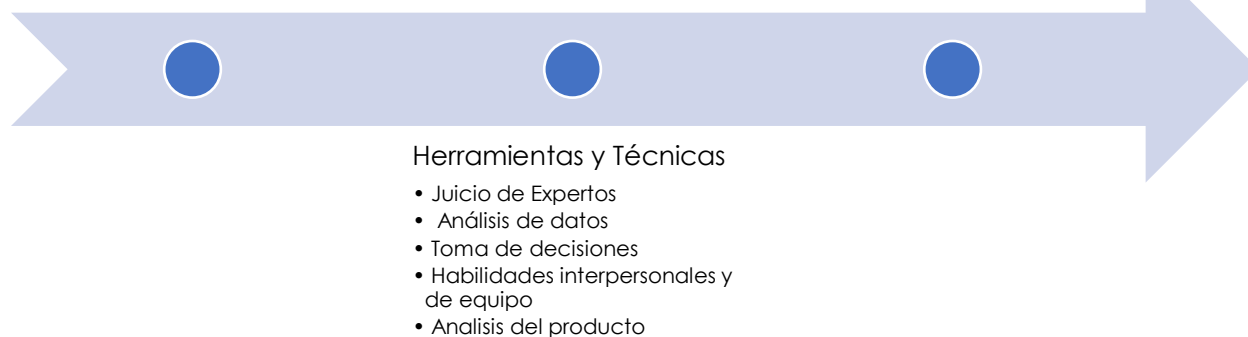 Herramientas y Técnicas
• Juicio de Expertos
• Análisis de datos
• Toma de decisiones
• Habilidades interpersonales y
de equipo
• Analisis del producto